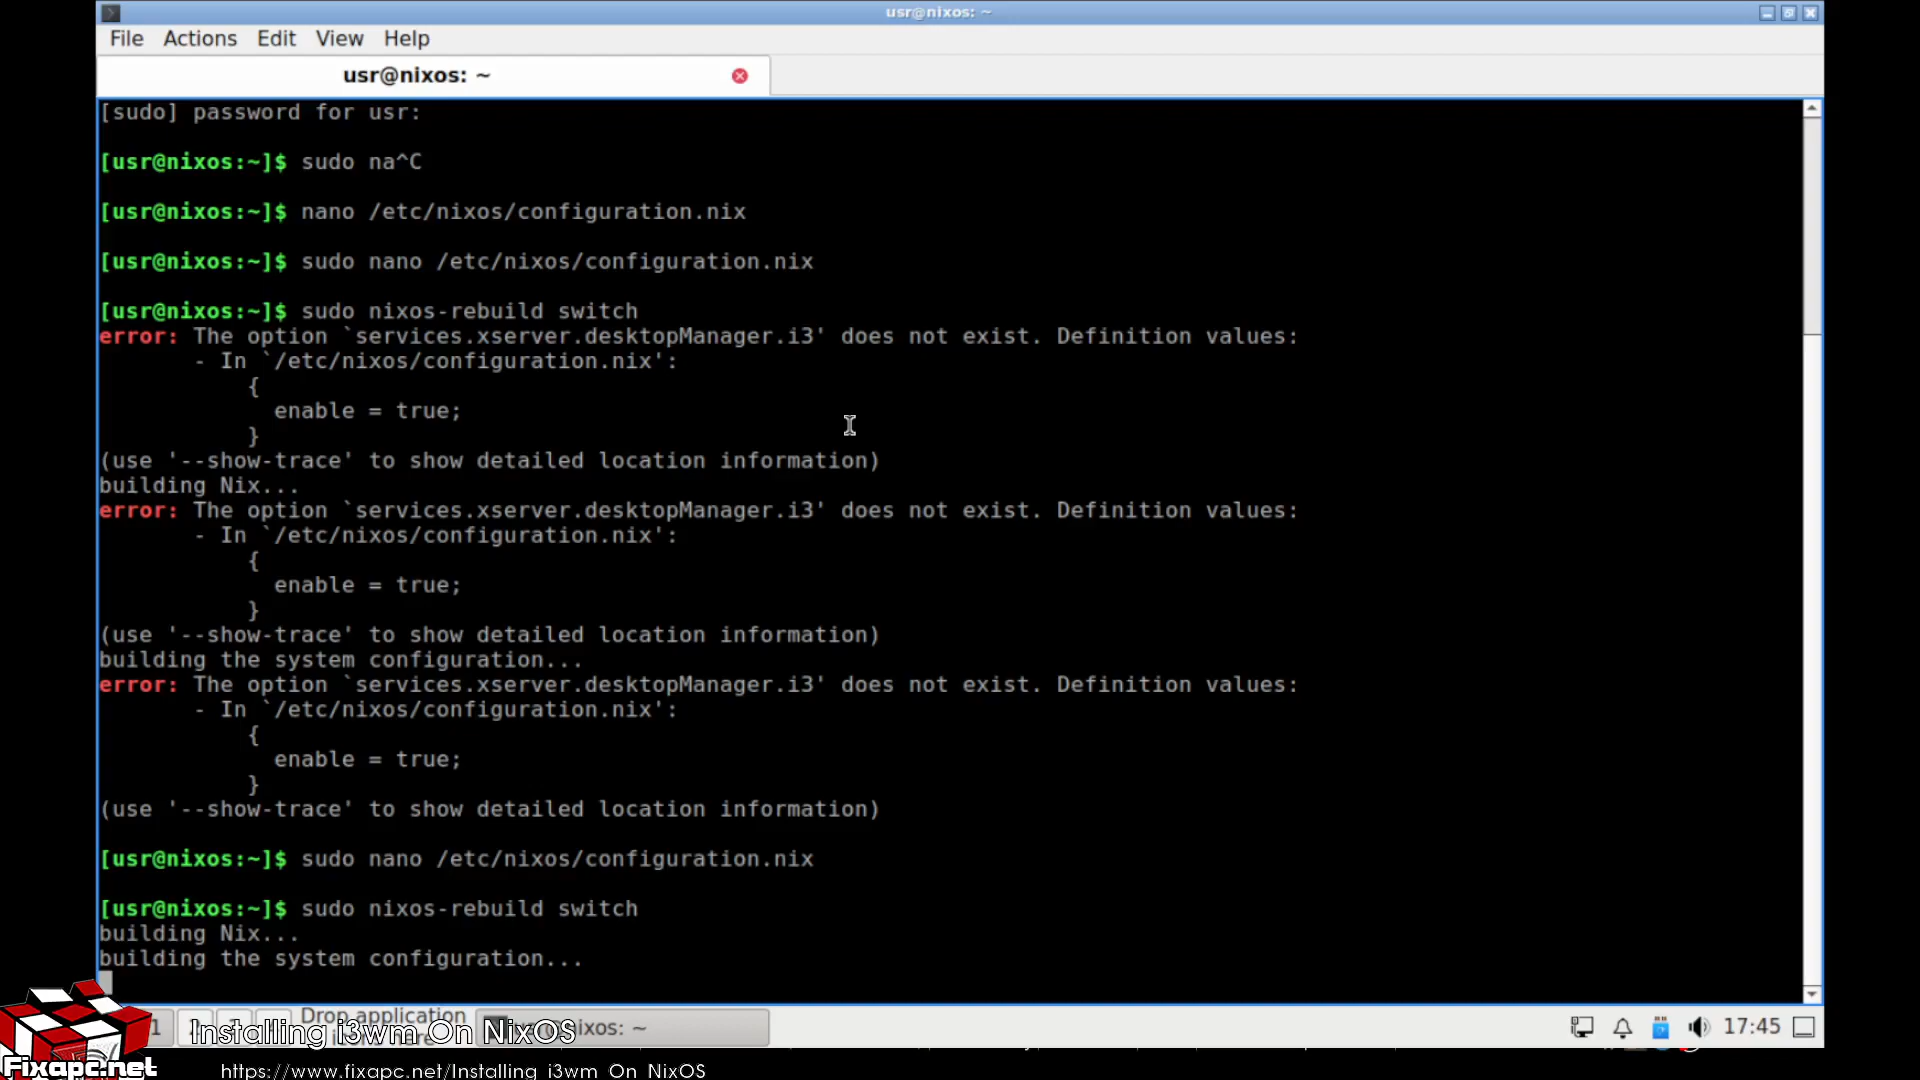 usr@nixos: ~
File Actions Edit View Help
usr@nixos: ~
[sudo] password for usr:
[usr@nixos:~]$ sudo na^C
[usr@nixos:~]$ nano /etc/nixos/configuration.nix
[usr@nixos:~]$ sudo nano /etc/nixos/configuration.nix
[usr@nixos:~]$ sudo nixos-rebuild switch
error: The option `services.xserver.desktopManager.i3' does not exist. Definition values:
- In `/etc/nixos/configuration.nix':
{
enable = true;
}
(use '--show-trace' to show detailed location information)
building Nix...
error: The option `services.xserver.desktopManager.i3' does not exist. Definition values:
- In `/etc/nixos/configuration.nix':
{
enable = true;
}
(use '--show-trace' to show detailed location information)
building the system configuration...
error: The option `services.xserver.desktopManager.i3' does not exist. Definition values:
- In `/etc/nixos/configuration.nix':
{
enable = true;
}
(use '--show-trace' to show detailed location information)
[usr@nixos:~]$ sudo nano /etc/nixos/configuration.nix
[usr@nixos:~]$ sudo nixos-rebuild switch
building Nix...
building the system configuration...
Drop application
1 Installing i3wm On NixOS nixos: ~ 17:45
Fixapc.net
https://www.fixapc.net/Installing_i3wm_On_NixOS